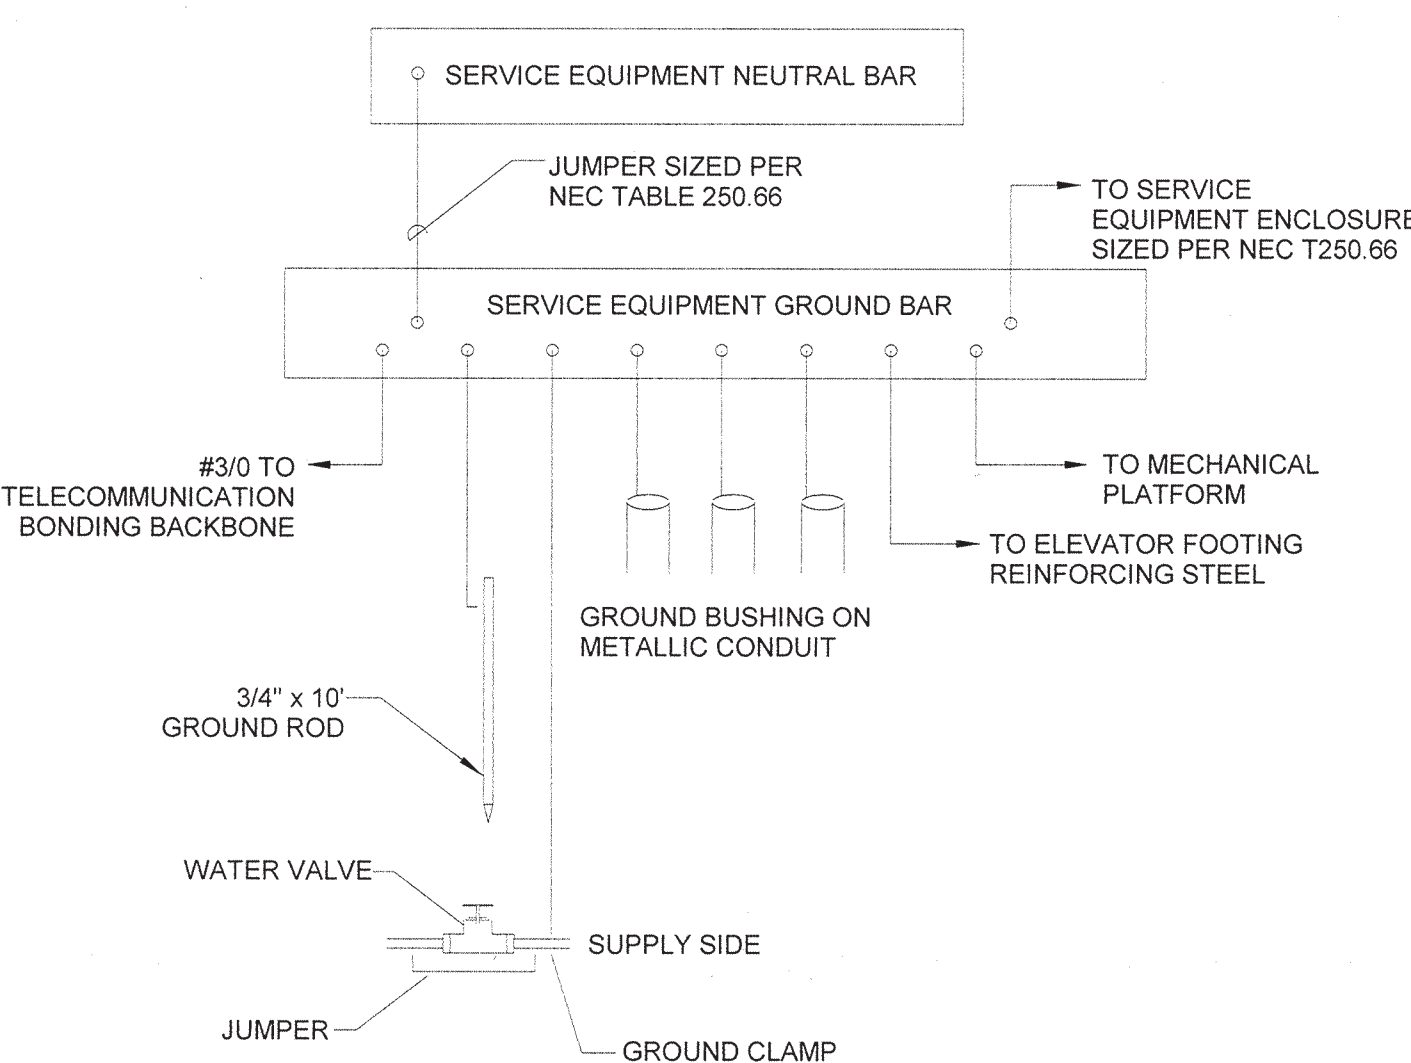 SERVICE EQUIPMENT NEUTRAL BAR
JUMPER SIZED PER
NEC TABLE 250.66
TO SERVICE
EQUIPMENT ENCLOSURE
SIZED PER NEC T250.66
SERVICE EQUIPMENT GROUND BAR
#3/0 TO
TELECOMMUNICATION
BONDING BACKBONE
TO MECHANICAL
PLATFORM
TO ELEVATOR FOOTING
REINFORCING STEEL
GROUND BUSHING ON
METALLIC CONDUIT
3/4" x 10'
GROUND ROD
WATER VALVE
SUPPLY SIDE
JUMPER
GROUND CLAMP